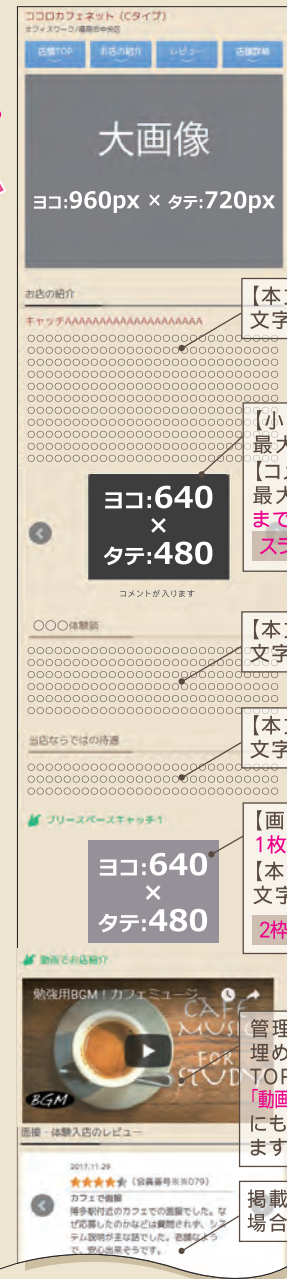 ココロカフェネット（Cタイプ）
オフィスワーク/福岡市中央区
店舗TOP
お店の紹介
レビュー
店舗詳細
大画像
ヨコ:960px × タテ:720px
お店の紹介
キャッチAAAAAAAAAAAAAAAAAAAA
【本
文字
【小
最大
【コ
最大
まで
スラ
ヨコ:640
×
タテ:480
コメントが入ります
〇〇〇体験談
【本
文字
当店ならではの待遇
【本
文字
フリースペースキャッチ1
【画
1枚
【本
文字
2枠
ヨコ:640
×
タテ:480
動画でお店紹介
勉強用BGM！カフェミュージ
CAFE
MUSIC
FOR
STUDY
BGM
管理
埋め
TOP
「動画
にも
ます
面接・体験入店のレビュー
2017.11.29
（会員番号※※079）
カフェで面接
博多駅付近のカフェでの面接でした。な
ぜ応募したのかなどは質問されず、シス
テム説明が主な話でした。老舗なよう
で、安心出来そうです。
掲載
場合